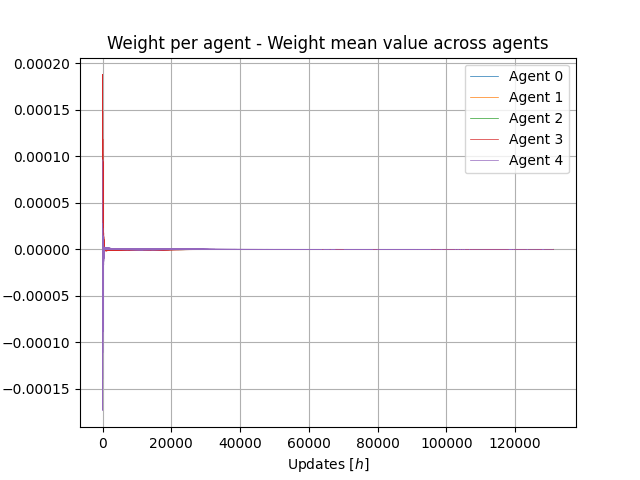 Weight per agent - Weight mean value across agents
0.00020
0.00015
0.00010
0.00005
0.00000
−0.00005
−0.00010
−0.00015
Agent 0
Agent 1
Agent 2
Agent 3
Agent 4
0 20000 40000 60000 80000 100000 120000
Updates [h]